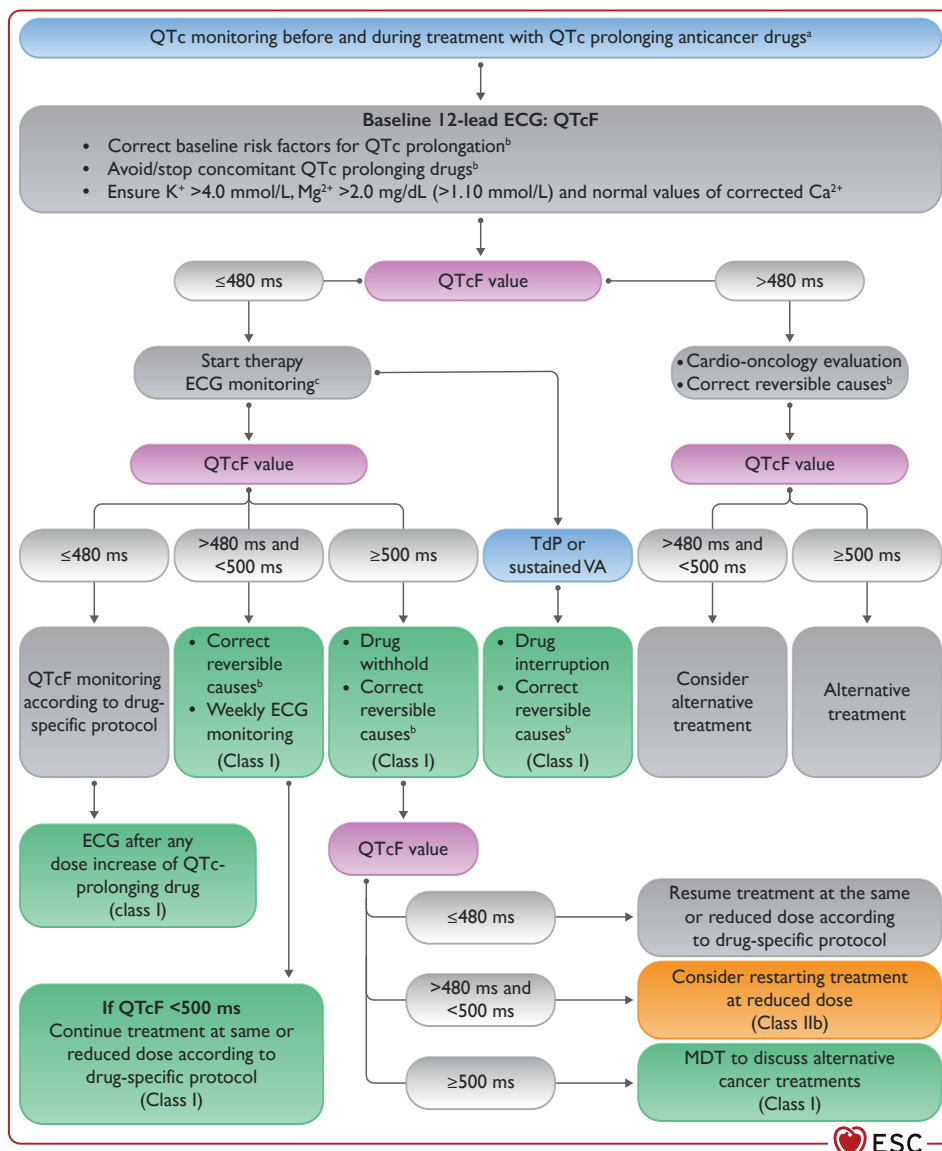 QTc monitoring before and during treatment with QTc prolonging anticancer drugsᵃ
Baseline 12-lead ECG: QTcF
• Correct baseline risk factors for QTc prolongationᵇ
• Avoid/stop concomitant QTc prolonging drugsᵇ
• Ensure K⁺ >4.0 mmol/L, Mg²⁺ >2.0 mg/dL (>1.10 mmol/L) and normal values of corrected Ca²⁺
≤480 ms
QTcF value
>480 ms
Start therapy
ECG monitoringᶜ
• Cardio-oncology evaluation
• Correct reversible causesᵇ
QTcF value
QTcF value
≤480 ms
>480 ms and
<500 ms
≥500 ms
TdP or
sustained VA
>480 ms and
<500 ms
≥500 ms
QTcF monitoring
according to drug-
specific protocol
• Correct
reversible
causesᵇ
• Weekly ECG
monitoring
(Class I)
• Drug
withhold
• Correct
reversible
causesᵇ
(Class I)
• Drug
interruption
• Correct
reversible
causesᵇ
(Class I)
Consider
alternative
treatment
Alternative
treatment
ECG after any
dose increase of QTc-
prolonging drug
(class I)
QTcF value
≤480 ms
Resume treatment at the same
or reduced dose according
to drug-specific protocol
>480 ms and
<500 ms
Consider restarting treatment
at reduced dose
(Class IIb)
If QTcF <500 ms
Continue treatment at same or
reduced dose according to
drug-specific protocol
(Class I)
≥500 ms
MDT to discuss alternative
cancer treatments
(Class I)
ESC